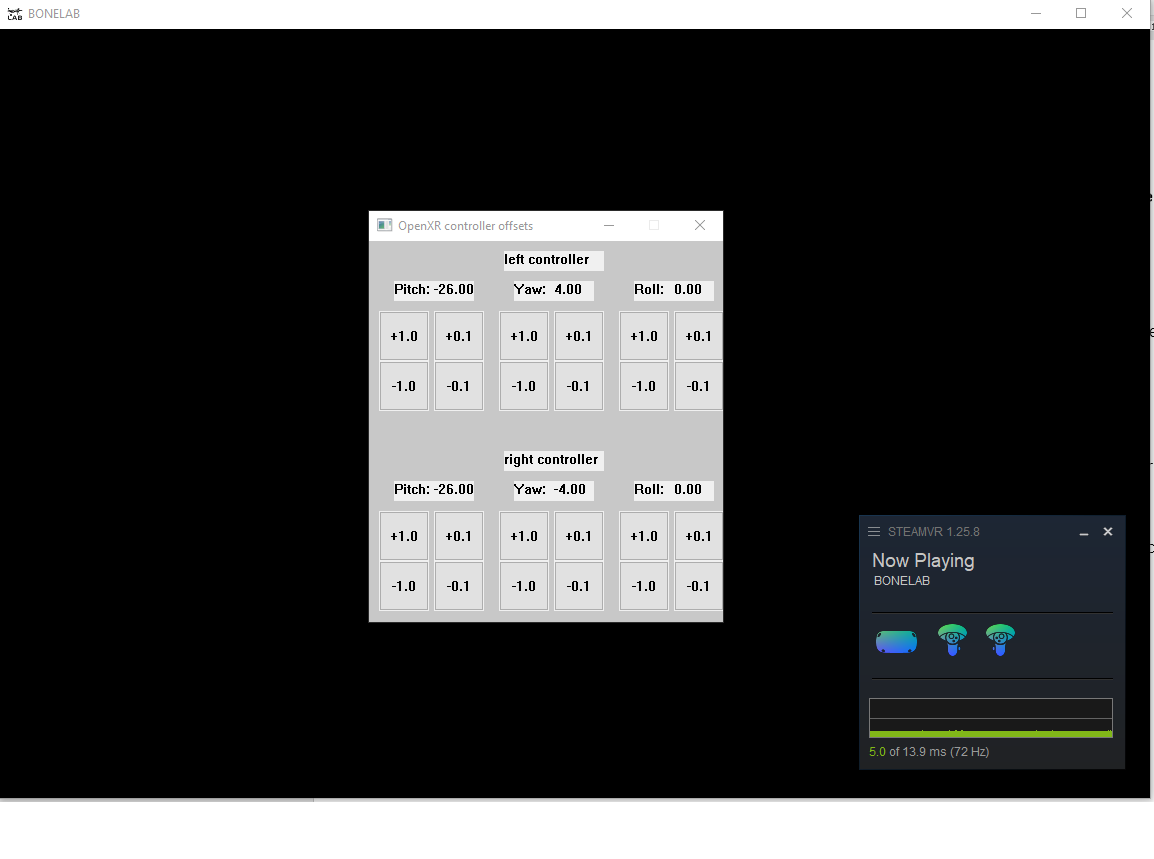 BONELAB
OpenXR controller offsets
left controller
Pitch: -26.00 Yaw: 4.00 Roll: 0.00
+1.0 +0.1 +1.0 +0.1 +1.0 +0.1
-1.0 -0.1 -1.0 -0.1 -1.0 -0.1
right controller
Pitch: -26.00 Yaw: -4.00 Roll: 0.00
+1.0 +0.1 +1.0 +0.1 +1.0 +0.1
-1.0 -0.1 -1.0 -0.1 -1.0 -0.1
STEAMVR 1.25.8
Now Playing
BONELAB
5.0 of 13.9 ms (72 Hz)